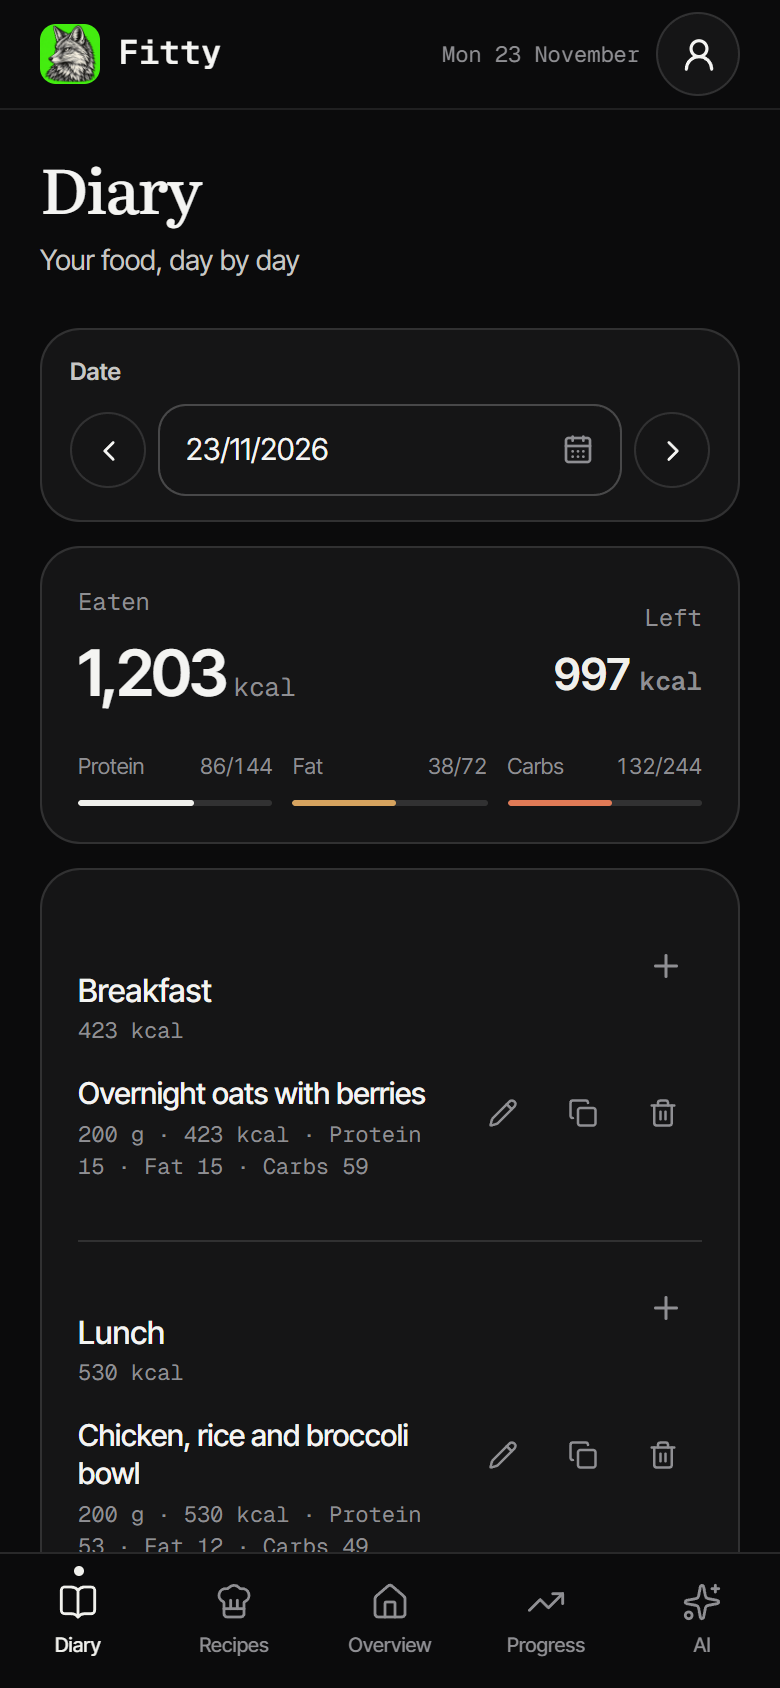 Fitty
Mon 23 November
Diary
Your food, day by day
Date
23/11/2026
Eaten
Left
1,203 kcal
997 kcal
Protein 86/144
Fat 38/72
Carbs 132/244
Breakfast
423 kcal
Overnight oats with berries
200 g · 423 kcal · Protein
15 · Fat 15 · Carbs 59
Lunch
530 kcal
Chicken, rice and broccoli
bowl
200 g · 530 kcal · Protein
53 · Fat 12 · Carbs 49
Diary
Recipes
Overview
Progress
AI